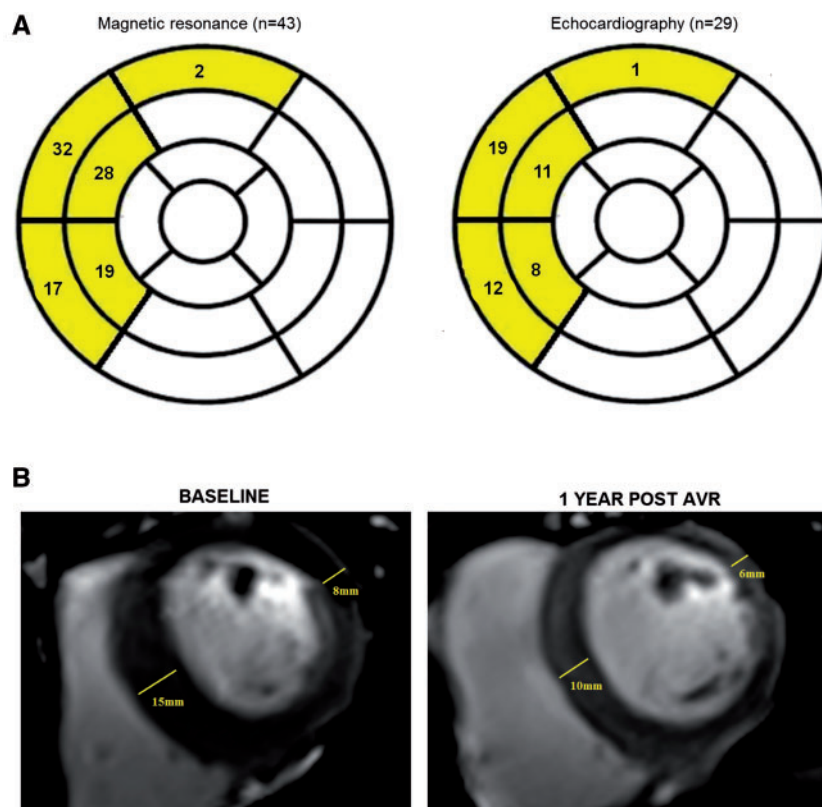 A
Magnetic resonance (n=43)
Echocardiography (n=29)
2
32
28
19
17
1
19
11
8
12
B
BASELINE
1 YEAR POST AVR
8mm
15mm
6mm
10mm